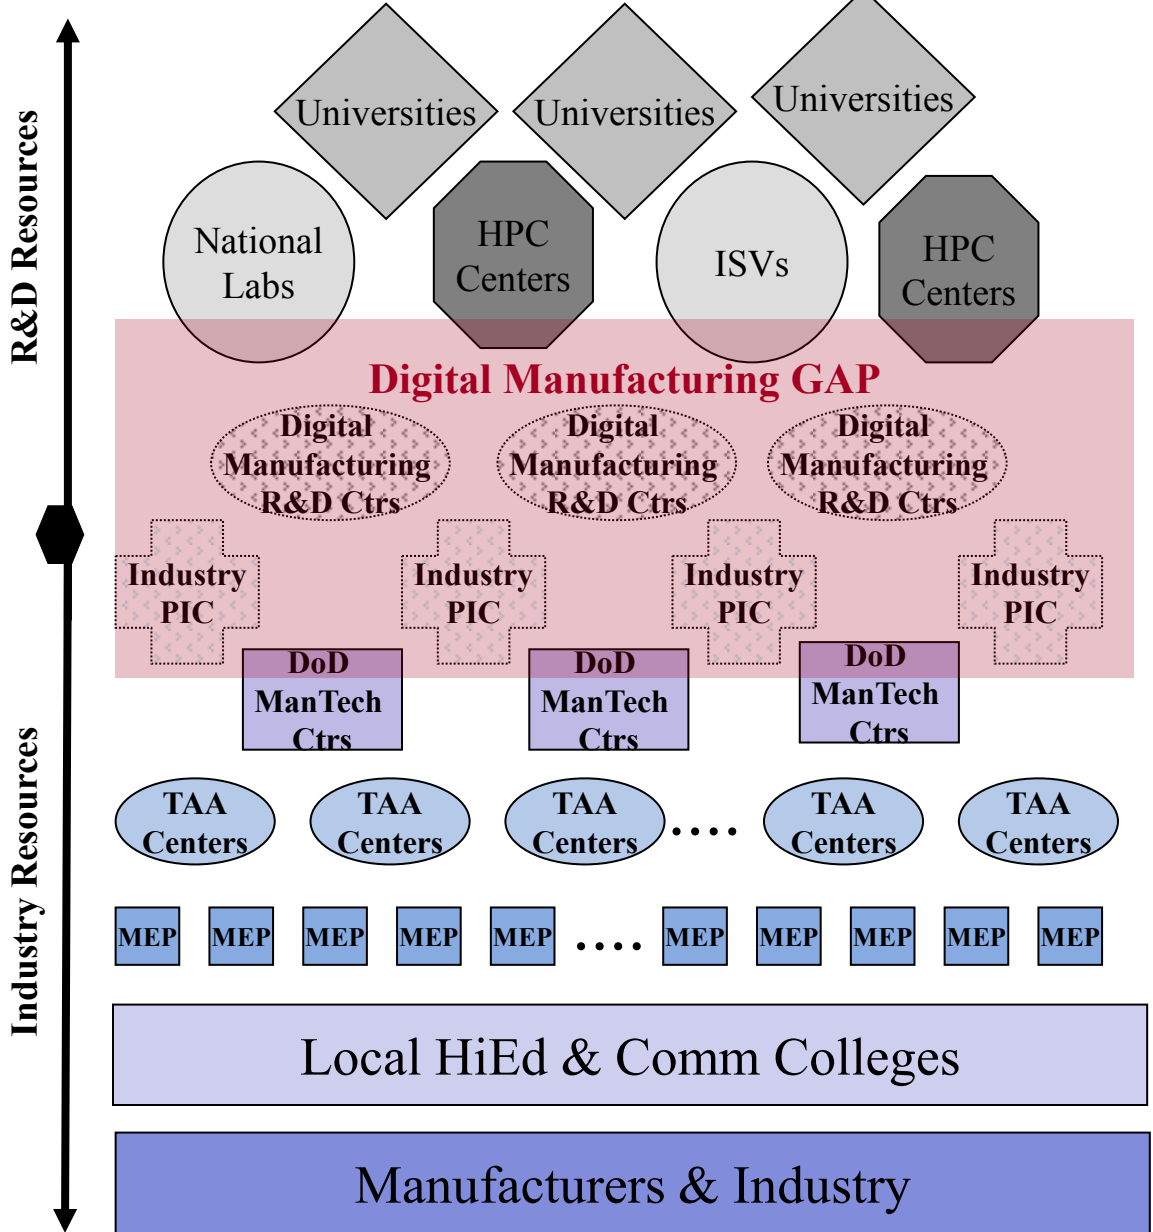 R&D Resources
Universities
Universities
Universities
National
Labs
HPC
Centers
ISVs
HPC
Centers
Digital Manufacturing GAP
Digital
Manufacturing
R&D Ctrs
Digital
Manufacturing
R&D Ctrs
Digital
Manufacturing
R&D Ctrs
Industry
PIC
Industry
PIC
Industry
PIC
Industry
PIC
DoD
ManTech
Ctrs
DoD
ManTech
Ctrs
DoD
ManTech
Ctrs
Industry Resources
TAA
Centers
TAA
Centers
TAA
Centers
....
TAA
Centers
TAA
Centers
MEP MEP MEP MEP MEP .... MEP MEP MEP MEP MEP
Local HiEd & Comm Colleges
Manufacturers & Industry